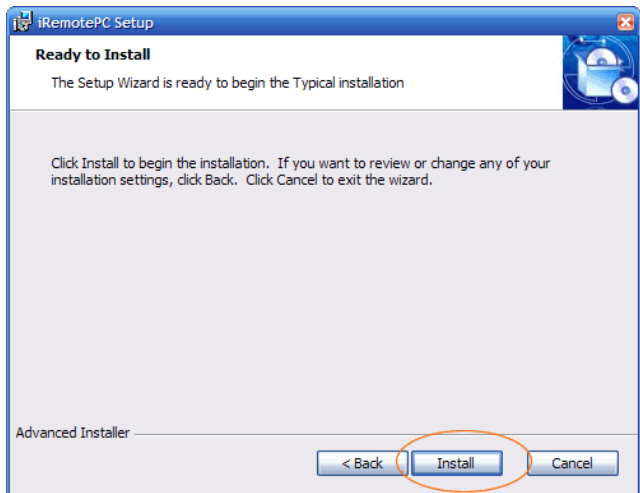 iRemotePC Setup
Ready to Install
The Setup Wizard is ready to begin the Typical installation
Click Install to begin the installation.  If you want to review or change any of your
installation settings, click Back.  Click Cancel to exit the wizard.
Advanced Installer
< Back Install Cancel